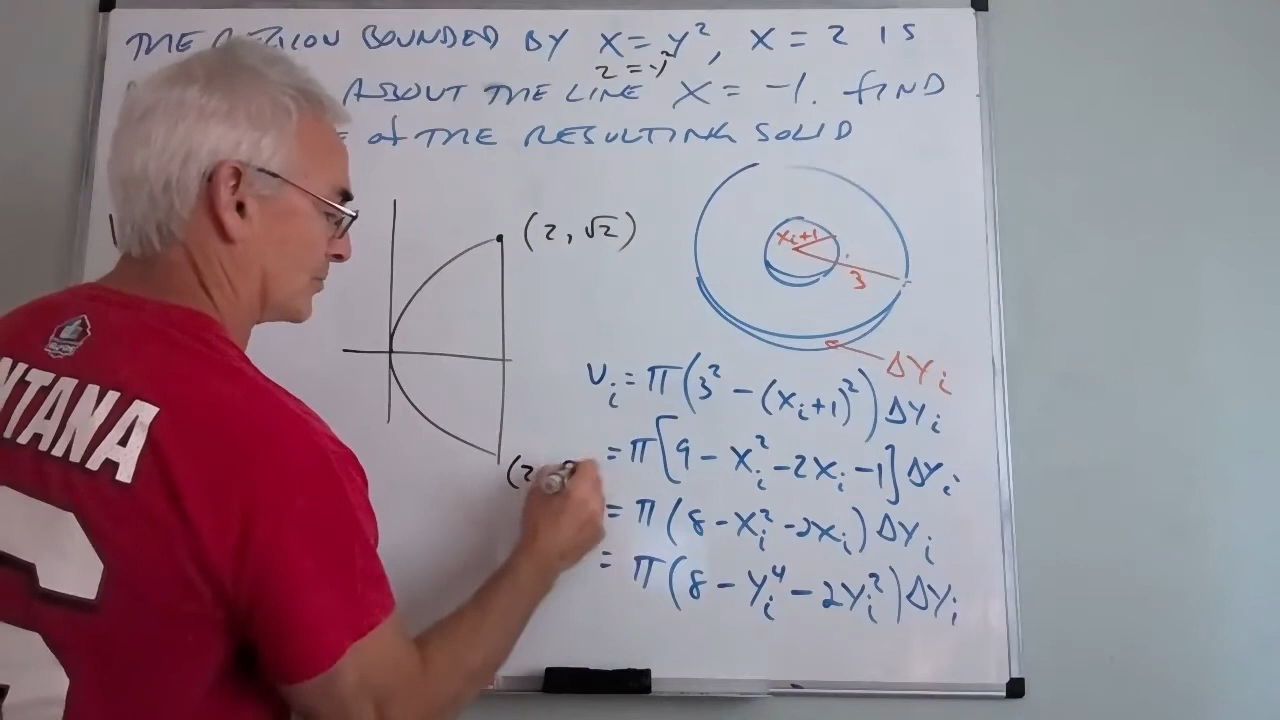 THE REGION BOUNDED BY x = y², x = 2 IS
2 = y²
ABOUT THE LINE x = -1. FIND
OF THE RESULTING SOLID
(2, √2)
xᵢ+1
3
Δyᵢ
Vᵢ = π(3² - (xᵢ+1)²)Δyᵢ
= π[9 - xᵢ² - 2xᵢ - 1]Δyᵢ
= π(8 - xᵢ² - 2xᵢ)Δyᵢ
= π(8 - yᵢ⁴ - 2yᵢ²)Δyᵢ
(2
NTANA